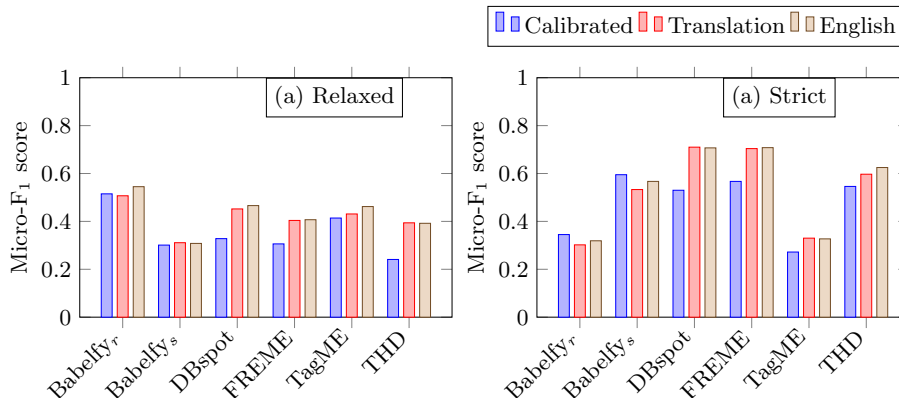 Calibrated Translation English
(a) Relaxed
Micro-F₁ score
1
0.8
0.6
0.4
0.2
0
Babelfyᵣ
Babelfyₛ
DBspot
FREME
TagME
THD
(a) Strict
Micro-F₁ score
1
0.8
0.6
0.4
0.2
0
Babelfyᵣ
Babelfyₛ
DBspot
FREME
TagME
THD